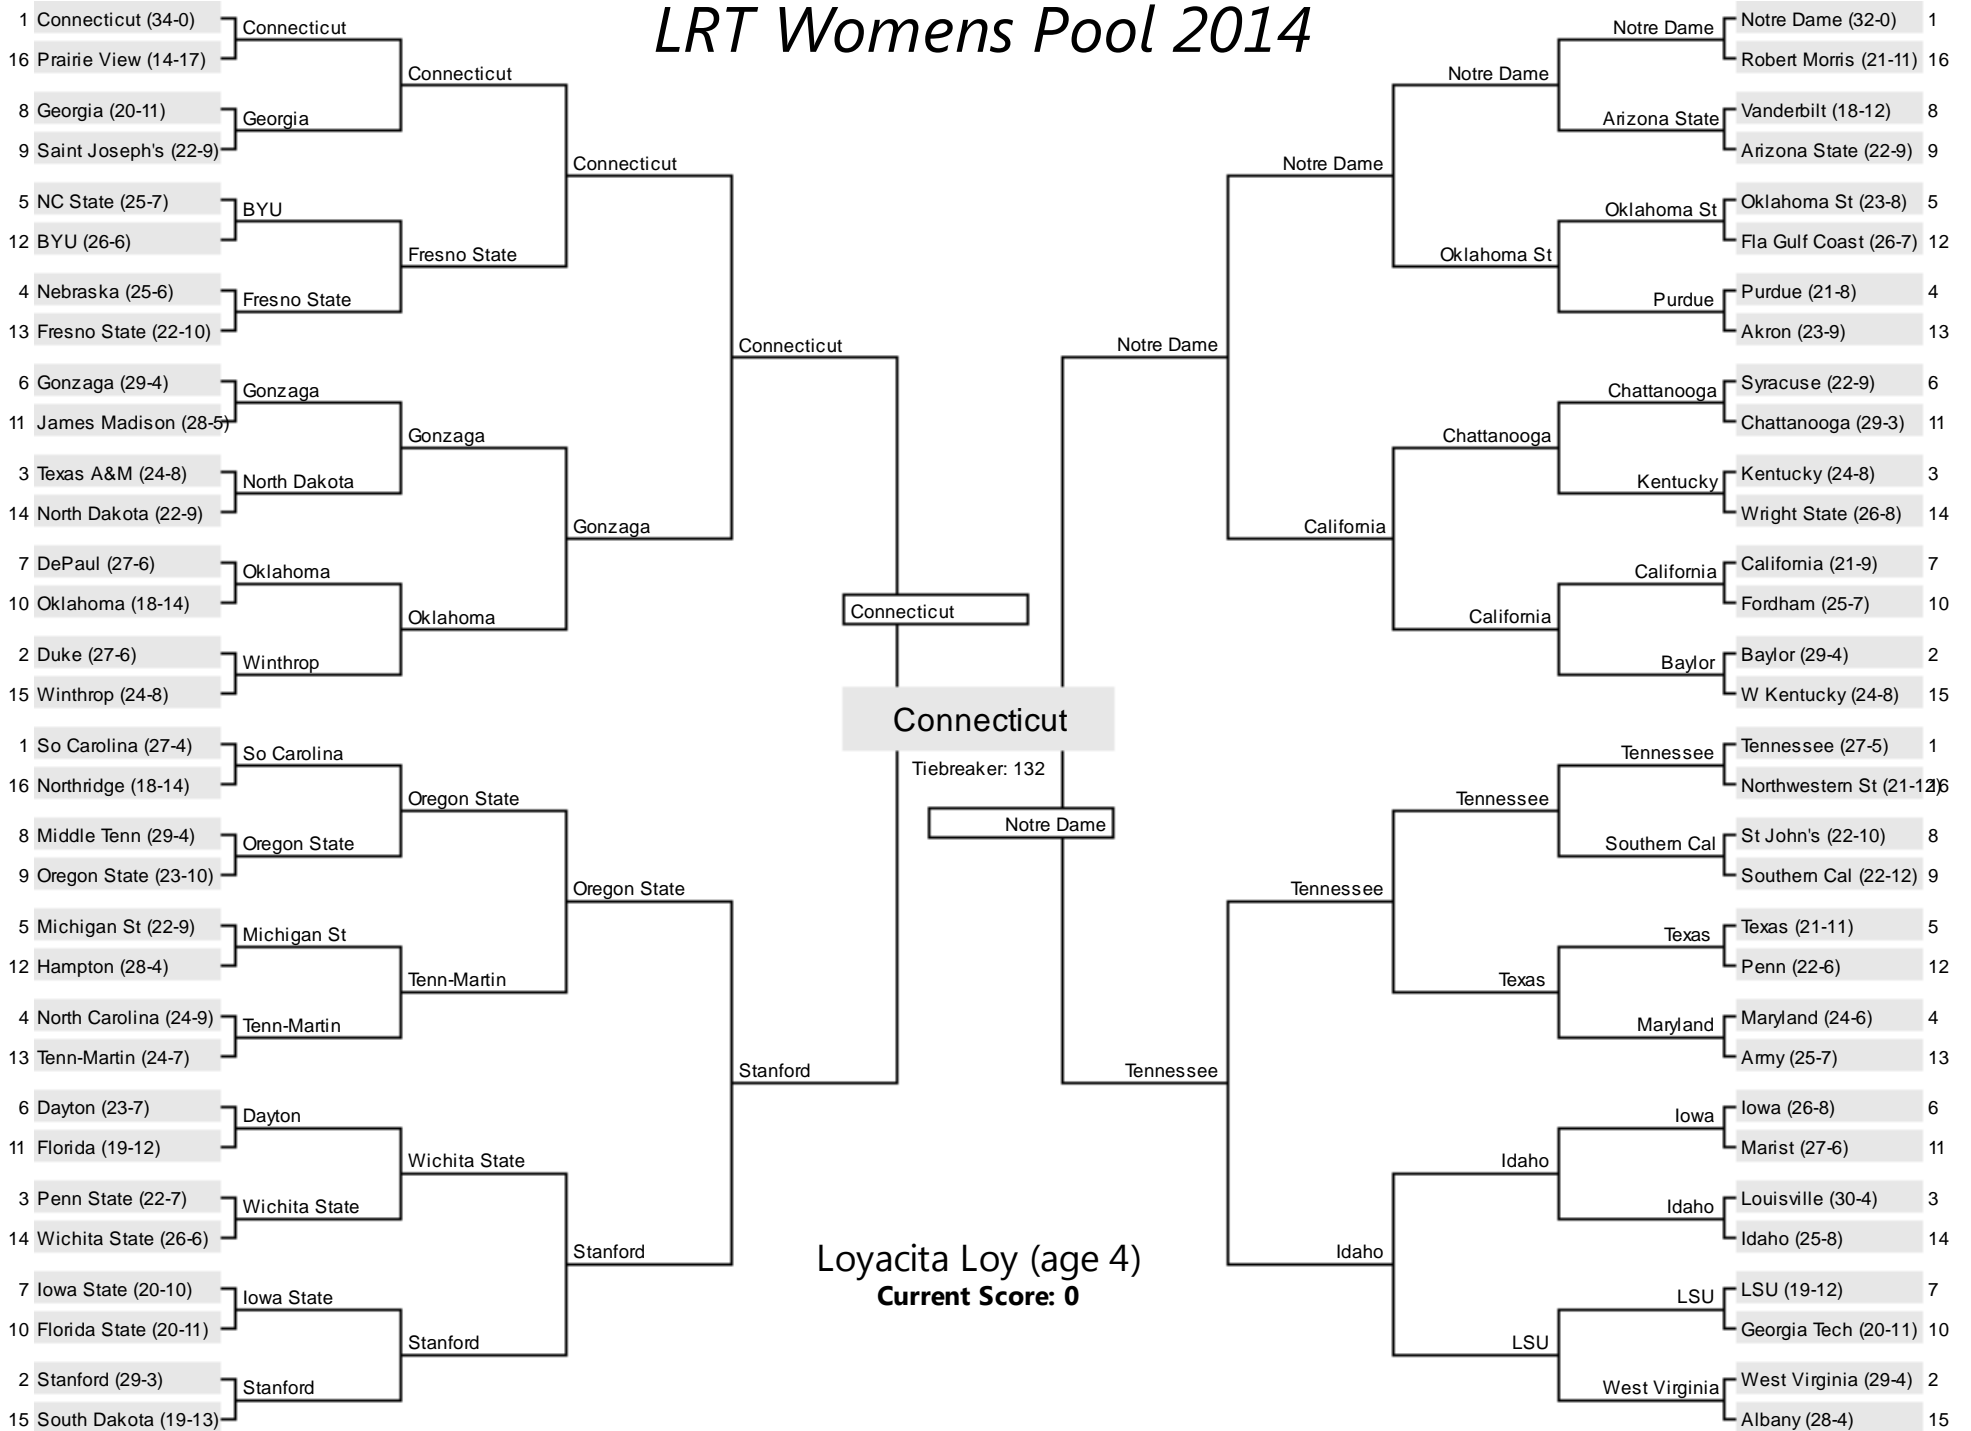 LRT Womens Pool 2014
1 Connecticut (34-0)
16 Prairie View (14-17)
8 Georgia (20-11)
9 Saint Joseph's (22-9)
5 NC State (25-7)
12 BYU (26-6)
4 Nebraska (25-6)
13 Fresno State (22-10)
6 Gonzaga (29-4)
11 James Madison (28-5)
3 Texas A&M (24-8)
14 North Dakota (22-9)
7 DePaul (27-6)
10 Oklahoma (18-14)
2 Duke (27-6)
15 Winthrop (24-8)
1 So Carolina (27-4)
16 Northridge (18-14)
8 Middle Tenn (29-4)
9 Oregon State (23-10)
5 Michigan St (22-9)
12 Hampton (28-4)
4 North Carolina (24-9)
13 Tenn-Martin (24-7)
6 Dayton (23-7)
11 Florida (19-12)
3 Penn State (22-7)
14 Wichita State (26-6)
7 Iowa State (20-10)
10 Florida State (20-11)
2 Stanford (29-3)
15 South Dakota (19-13)
Connecticut
Georgia
BYU
Fresno State
Gonzaga
North Dakota
Oklahoma
Winthrop
So Carolina
Oregon State
Michigan St
Tenn-Martin
Dayton
Wichita State
Iowa State
Stanford
Connecticut
Fresno State
Gonzaga
Oklahoma
Oregon State
Tenn-Martin
Wichita State
Stanford
Connecticut
Gonzaga
Oregon State
Stanford
Connecticut
Stanford
Connecticut
Connecticut
Tiebreaker: 132
Notre Dame
Loyacita Loy (age 4)
Current Score: 0
Notre Dame
Tennessee
Notre Dame
California
Tennessee
Idaho
Notre Dame
Oklahoma St
Chattanooga
California
Tennessee
Texas
Idaho
LSU
Notre Dame
Arizona State
Oklahoma St
Purdue
Chattanooga
Kentucky
California
Baylor
Tennessee
Southern Cal
Texas
Maryland
Iowa
Idaho
LSU
West Virginia
Notre Dame (32-0) 1
Robert Morris (21-11) 16
Vanderbilt (18-12) 8
Arizona State (22-9) 9
Oklahoma St (23-8) 5
Fla Gulf Coast (26-7) 12
Purdue (21-8) 4
Akron (23-9) 13
Syracuse (22-9) 6
Chattanooga (29-3) 11
Kentucky (24-8) 3
Wright State (26-8) 14
California (21-9) 7
Fordham (25-7) 10
Baylor (29-4) 2
W Kentucky (24-8) 15
Tennessee (27-5) 1
Northwestern St (21-12) 16
St John's (22-10) 8
Southern Cal (22-12) 9
Texas (21-11) 5
Penn (22-6) 12
Maryland (24-6) 4
Army (25-7) 13
Iowa (26-8) 6
Marist (27-6) 11
Louisville (30-4) 3
Idaho (25-8) 14
LSU (19-12) 7
Georgia Tech (20-11) 10
West Virginia (29-4) 2
Albany (28-4) 15